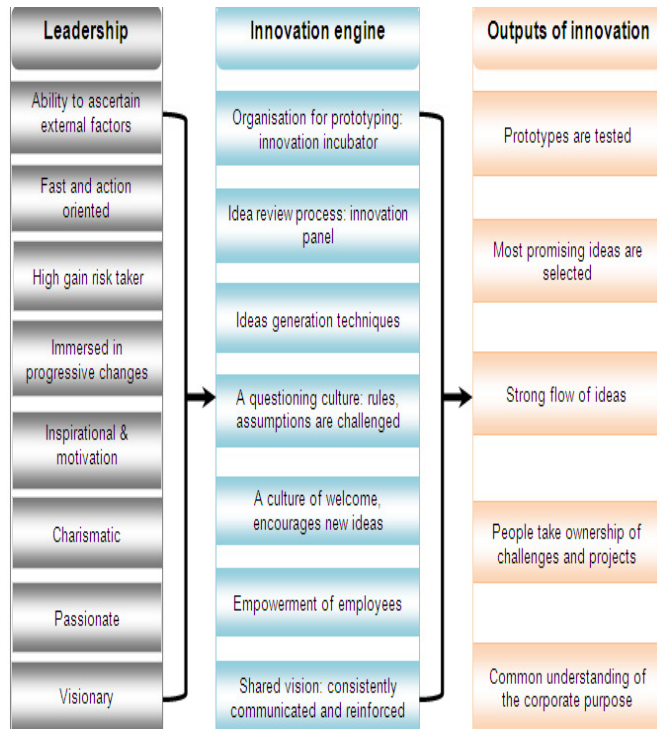 Leadership
Ability to ascertain
external factors
Fast and action
oriented
High gain risk taker
Immersed in
progressive changes
Inspirational &
motivation
Charismatic
Passionate
Visionary
Innovation engine
Organisation for prototyping:
innovation incubator
Idea review process: innovation
panel
Ideas generation techniques
A questioning culture: rules,
assumptions are challenged
A culture of welcome,
encourages new ideas
Empowerment of employees
Shared vision: consistently
communicated and reinforced
Outputs of innovation
Prototypes are tested
Most promising ideas are
selected
Strong flow of ideas
People take ownership of
challenges and projects
Common understanding of
the corporate purpose